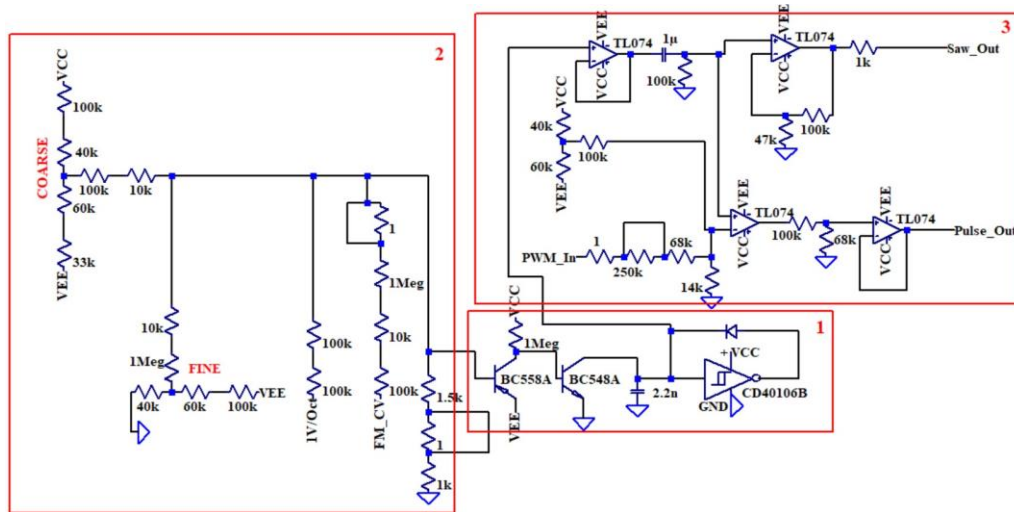 2
VCC
100k
40k
COARSE
100k
10k
60k
33k
VEE
10k
1Meg
FINE
40k
60k
100k
VEE
100k
100k
1V/Oct
1
1Meg
10k
100k
FM_CV
1.5k
1
1k
3
VEE
TL074
VCC
1µ
100k
VEE
TL074
VCC
1k
Saw_Out
100k
47k
VCC
40k
60k
VEE
100k
VEE
TL074
VCC
100k
68k
VEE
TL074
VCC
Pulse_Out
PWM_In
1
250k
68k
14k
1
VCC
1Meg
BC558A
VEE
BC548A
2.2n
+VCC
GND
CD40106B